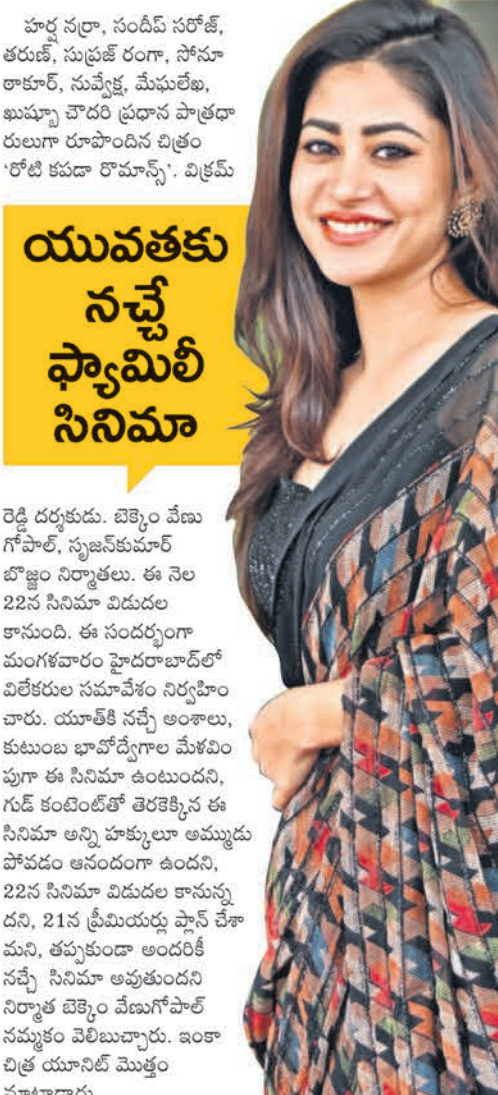 హర్ష నర్రా, సందీప్ సరోజ్,
తరుణ్, సుప్రజ్ రంగా, సోనూ
ఠాకూర్, నువ్వేక్ష, మేఘలేఖ,
ఖుష్బూ చౌదరి ప్రధాన పాత్రధా
రులుగా రూపొందిన చిత్రం
‘రోటి కపడా రొమాన్స్’. విక్రమ్
యువతకు
నచ్చే
ఫ్యామిలీ
సినిమా
రెడ్డి దర్శకుడు. బెక్కెం వేణు
గోపాల్, సృజన్‌కుమార్
బొజ్జం నిర్మాతలు. ఈ నెల
22న సినిమా విడుదల
కానుంది. ఈ సందర్భంగా
మంగళవారం హైదరాబాద్‌లో
విలేకరుల సమావేశం నిర్వహిం
చారు. యూత్‌కి నచ్చే అంశాలు,
కుటుంబ భావోద్వేగాల మేళవిం
పుగా ఈ సినిమా ఉంటుందని,
గుడ్ కంటెంట్‌తో తెరకెక్కిన ఈ
సినిమా అన్ని హక్కులూ అమ్ముడు
పోవడం ఆనందంగా ఉందని,
22న సినిమా విడుదల కానున్న
దని, 21న ప్రీమియర్లు ప్లాన్ చేశా
మని, తప్పకుండా అందరికీ
నచ్చే సినిమా అవుతుందని
నిర్మాత బెక్కెం వేణుగోపాల్
నమ్మకం వెలిబుచ్చారు. ఇంకా
చిత్ర యూనిట్ మొత్తం